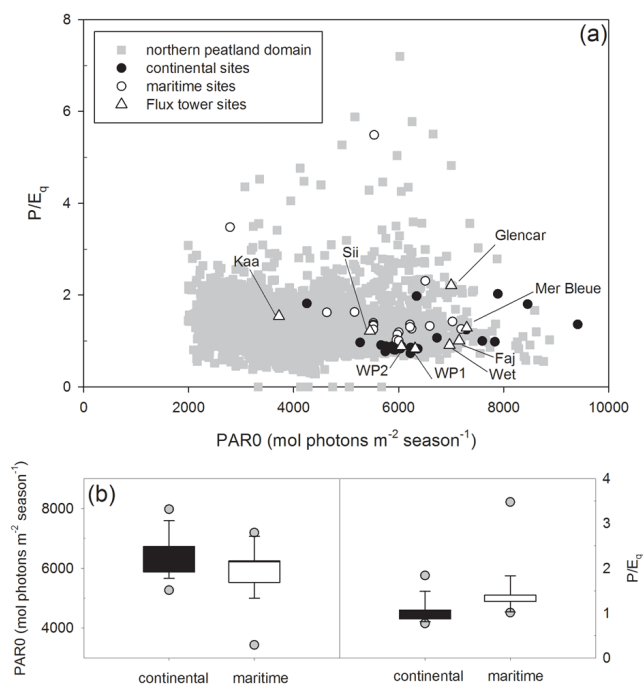 (a)
northern peatland domain
continental sites
maritime sites
Flux tower sites
8
6
4
2
0
P/Eq
Glencar
Sii
Kaa
Mer Bleue
Faj
WP2
WP1
Wet
0 2000 4000 6000 8000 10000
PAR0 (mol photons m-2 season-1)
(b)
PAR0 (mol photons m-2 season-1)
8000
6000
4000
4
3
2
1
0
P/Eq
continental maritime continental maritime